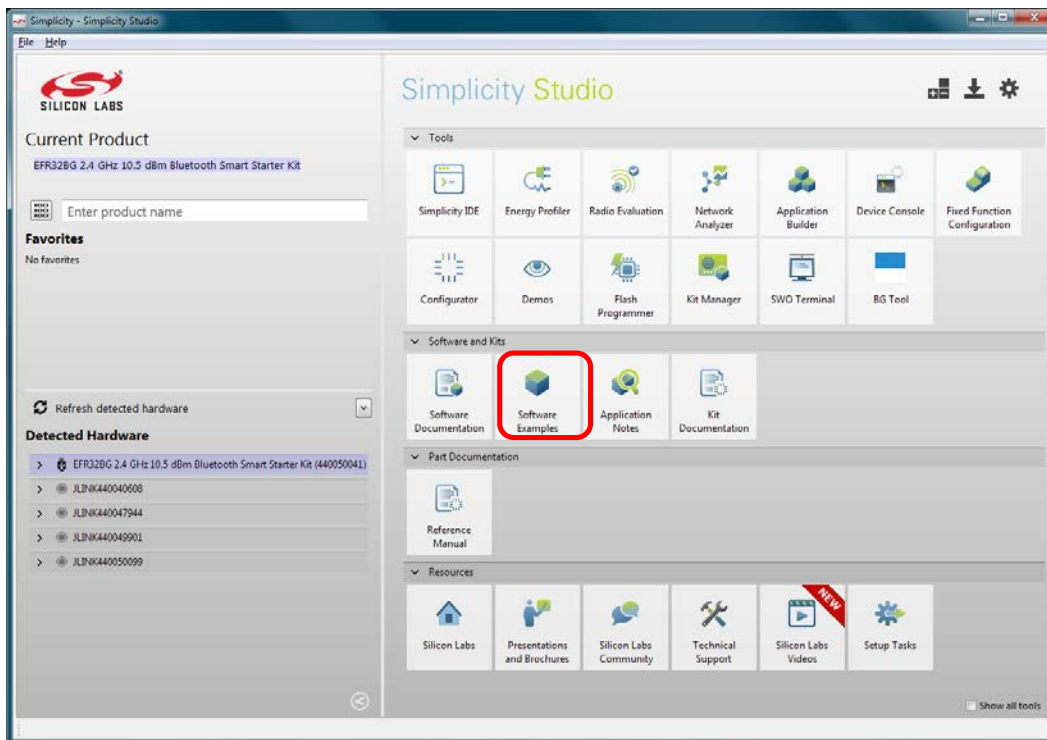 Simplicity - Simplicity Studio
File Help
SILICON LABS
Current Product
EFR32BG 2.4 GHz 10.5 dBm Bluetooth Smart Starter Kit
Enter product name
Favorites
No favorites
Refresh detected hardware
Detected Hardware
EFR32BG 2.4 GHz 10.5 dBm Bluetooth Smart Starter Kit (440050041)
JLINK440040608
JLINK440047944
JLINK440049901
JLINK440050099
Simplicity Studio
Tools
Simplicity IDE
Energy Profiler
Radio Evaluation
Network
Analyzer
Application
Builder
Device Console
Fixed Function
Configuration
Configurator
Demos
Flash
Programmer
Kit Manager
SWO Terminal
BG Tool
Software and Kits
Software
Documentation
Software
Examples
Application
Notes
Kit
Documentation
Part Documentation
Reference
Manual
Resources
Silicon Labs
Presentations
and Brochures
Silicon Labs
Community
Technical
Support
NEW
Silicon Labs
Videos
Setup Tasks
Show all tools